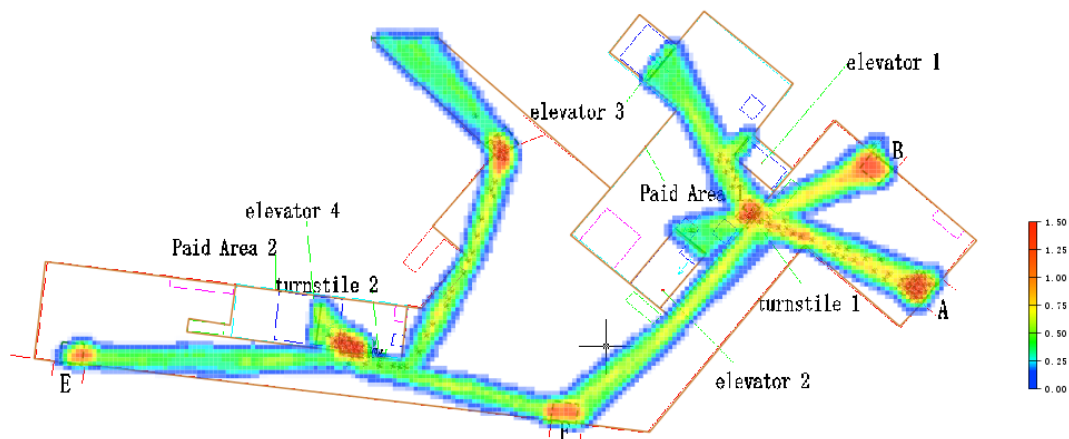 elevator 1
elevator 3
B
Paid Area 1
elevator 4
Paid Area 2
turnstile 2
turnstile 1
A
elevator 2
E
F
1.50
1.25
1.00
0.75
0.50
0.25
0.00